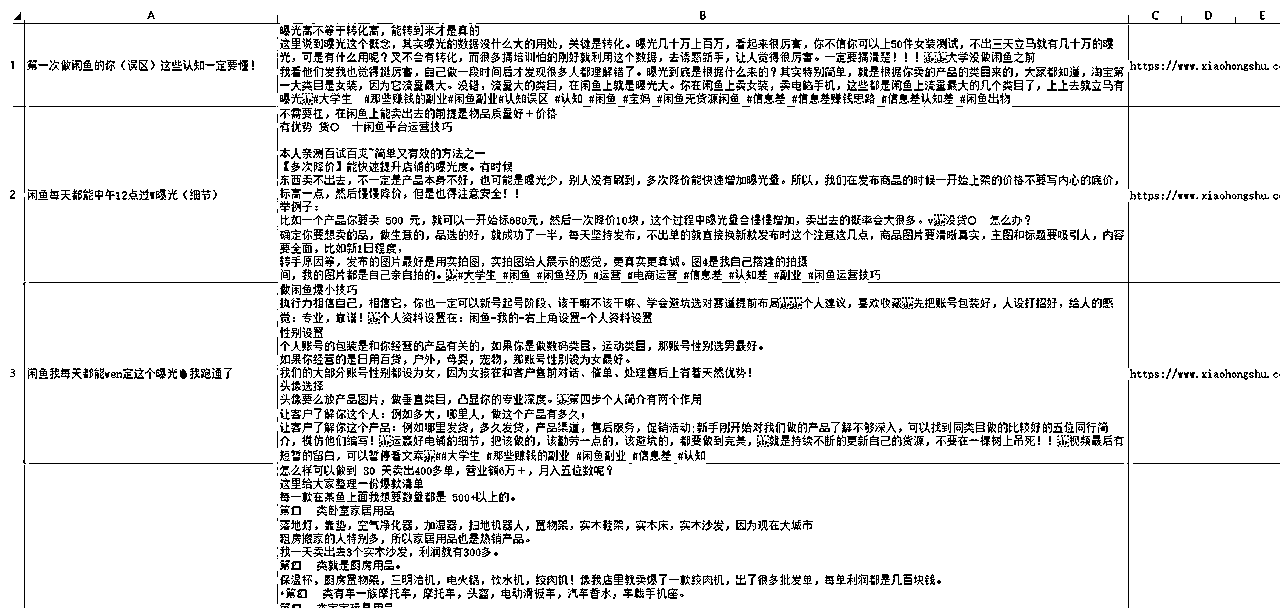 A B C D E
曝光高不等于转化高，能转到米才是真的
这里说到曝光这个概念，其实曝光的数据没什么大的用处，关键是转化。曝光几十万上百万，看起来很厉害，你不信你可以上50件女装测试，不出三天立马就有几十万的曝
光，可是有什么用呢？又不会有转化，而很多搞培训怕的刚好就利用这个数据，去诱惑新手，让人觉得很厉害。一定要搞清楚！！！大学没做闲鱼之前
1 第一次做闲鱼的你（误区）这些认知一定要懂！ https://www.xiaohongshu.c
我看他们发我也觉得挺厉害，自己做一段时间后才发现很多人都理解错了。曝光到底是根据什么来的？其实特别简单，就是根据你卖的产品的类目来的，大家都知道，淘宝第
一大类目是女装，因为它流量最大。没错，流量大的类目，在闲鱼上就是曝光大。你在闲鱼上卖女装，卖电脑手机，这些都是闲鱼上流量最大的几个类目了，上上去就立马有
曝光#大学生 #那些赚钱的副业#闲鱼副业#认知误区 #认知 #闲鱼 #宝妈 #闲鱼无货源闲鱼 #信息差 #信息差赚钱思路 #信息差认知差 #闲鱼出物
不需要在，在闲鱼上能卖出去的前提是物品质量好＋价格
有优势 货〇 十闲鱼平台运营技巧
本人亲测百试百爽~简单又有效的方法之一
【多次降价】能快速提升店铺的曝光度。有时候
东西卖不出去，不一定是产品本身不好，也可能是曝光少，别人没有刷到，多次降价能快速增加曝光量。所以，我们在发布商品的时候一开始上架的价格不要写内心的底价，
2 闲鱼每天都能中午12点过w曝光（细节） https://www.xiaohongshu.c
标高一点，然后慢慢降价，但是也得注意安全！！
举例子：
比如一个产品你要卖 500 元，就可以一开始标680元，然后一次降价10块，这个过程中曝光量会慢慢增加，卖出去的概率会大很多。v没货〇 怎么办？
确定你要想卖的品，做生意的，品选的好，就成功了一半，每天坚持发布，不出单的就直接换新款发布时这个注意这几点，商品图片要清晰真实，主图和标题要吸引人，内容
要全面，比如新旧程度，
转手原因等，发布的图片最好是用实拍图，实拍图给人展示的感觉，更真实更真诚。图4是我自己搭建的拍摄
间，我的图片都是自己亲自拍的。#大学生 #闲鱼 #闲鱼经历 #运营 #电商运营 #信息差 #认知差 #副业 #闲鱼运营技巧
做闲鱼爆小技巧
执行力相信自己，相信它，你也一定可以新号起号阶段、该干嘛不该干嘛、学会避坑选对赛道提前布局个人建议，喜欢收藏先把账号包装好，人设打招好，给人的感
觉：专业，靠谱！个人资料设置在：闲鱼-我的-右上角设置-个人资料设置
性别设置
个人账号的包装是和你经营的产品有关的，如果你是做数码类目、运动类目，那账号性别选男最好。
如果你经营的是日用百货，户外，母婴，宠物，那账号性别设为女最好。
3 闲鱼我每天都能wen定这个曝光我跑通了 https://www.xiaohongshu.c
我们的大部分账号性别都设为女，因为女孩在和客户售前对话、催单、处理售后上有着天然优势！
头像选择
头像要么放产品图片，做垂直类目，凸显你的专业深度。第四步个人简介有两个作用
让客户了解你这个人：例如多大，哪里人，做这个产品有多久；
让客户了解你这个产品：例如哪里发货，多久发货，产品渠道，售后服务，促销活动；新手刚开始对我们做的产品了解不够深入，可以找到同类目做的比较好的五位同行简
介，模仿他们编写！运营好电铺的细节，把该做的，该勤劳一点的，该避坑的，都要做到完美，就是持续不断的更新自己的货源，不要在一棵树上吊死！！视频最后有
短暂的留白，可以暂停看文案##大学生 #那些赚钱的副业 #闲鱼副业 #信息差 #认知
怎么样可以做到 30 天卖出400多单，营业额6万＋，月入五位数呢？
这里给大家整理一份爆款清单
每一款在某鱼上面我想要数量都是 500+以上的。
第 类卧室家居用品
落地灯，靠垫，空气净化器，加湿器，扫地机器人，置物架，实木鞋架，实木床，实木沙发，因为现在大城市
租房搬家的人特别多，所以家居用品也是热销产品。
我一天卖出去3个实木沙发，利润就有300多。
第 类就是厨房用品。
保温杯，厨房置物架，三明治机，电火锅，饮水机，绞肉机！像我店里就卖爆了一款绞肉机，出了很多批发单，每单利润都是几百块钱。
第 类有车一族摩托车，摩托车，头盔，电动滑板车，汽车香水，车载手机座。